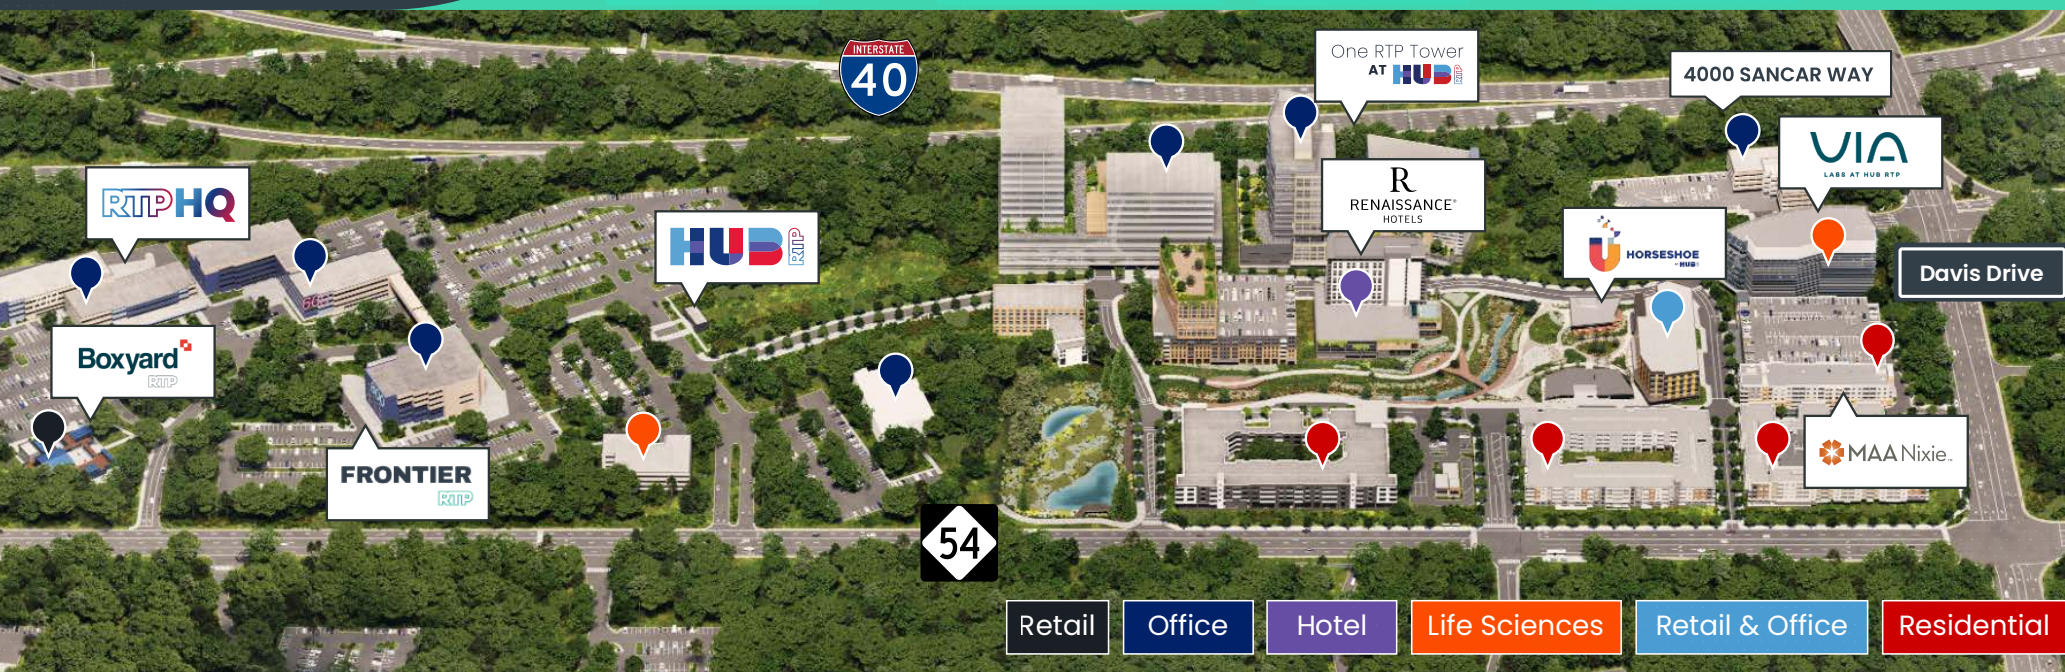 INTERSTATE
40
One RTP Tower
AT HUB RTP
4000 SANCAR WAY
VIA
LABS AT HUB RTP
RTP HQ
R
RENAISSANCE®
HOTELS
HUB RTP
HORSESHOE
AT HUB
Davis Drive
Boxyard
RTP
FRONTIER
RTP
MAA Nixie
54
Retail
Office
Hotel
Life Sciences
Retail & Office
Residential